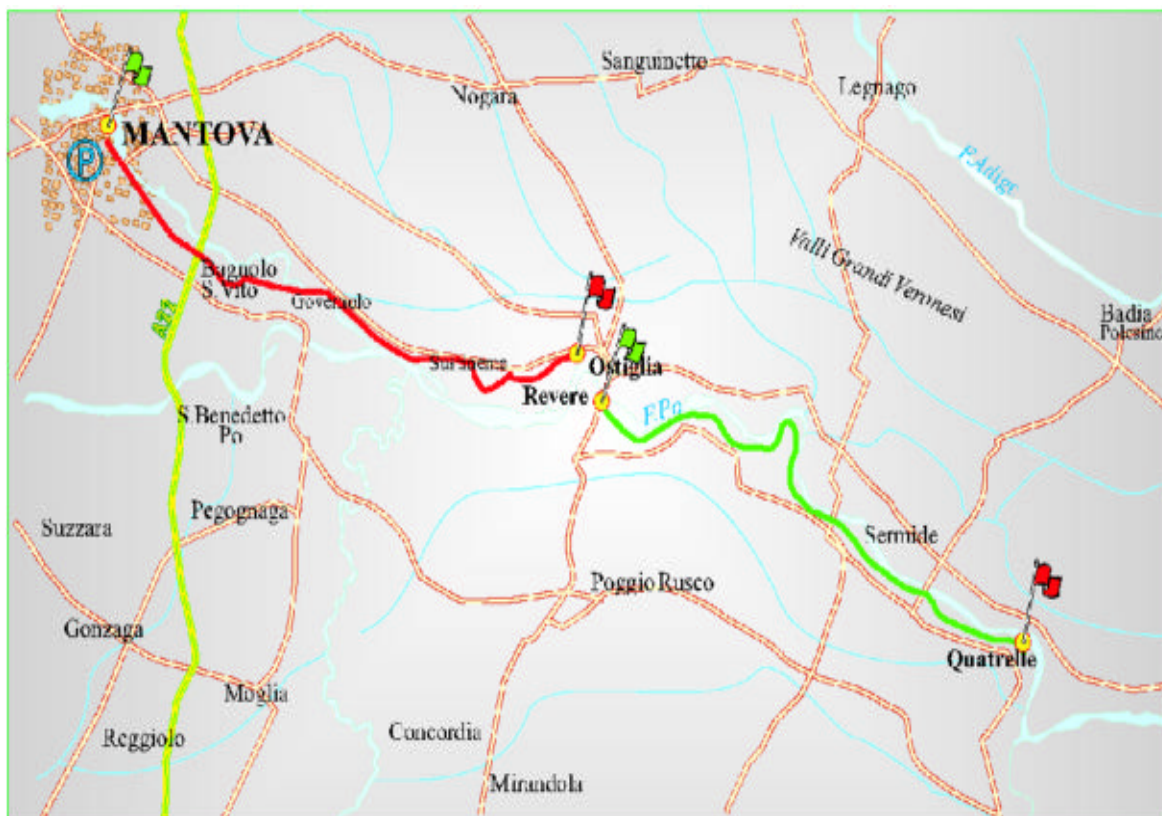 Sanguinetto
Legnago
Nogara
MANTOVA
P
F.Adige
Valli Grandi Veronesi
Bagnolo
S. Vito
Governolo
A22
Badia
Polesine
Ostiglia
Revere
F.Po
S.Benedetto
Po
Pegognaga
Suzzara
Sermide
Poggio Rusco
Gonzaga
Quatrelle
Moglia
Concordia
Reggiolo
Mirandola